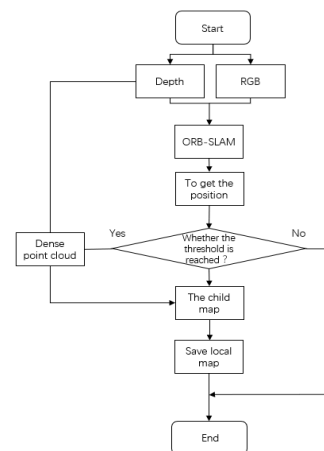 Start
Depth
RGB
ORB-SLAM
To get the
position
Yes
Whether the
threshold is
reached ?
No
Dense
point cloud
The child
map
Save local
map
End